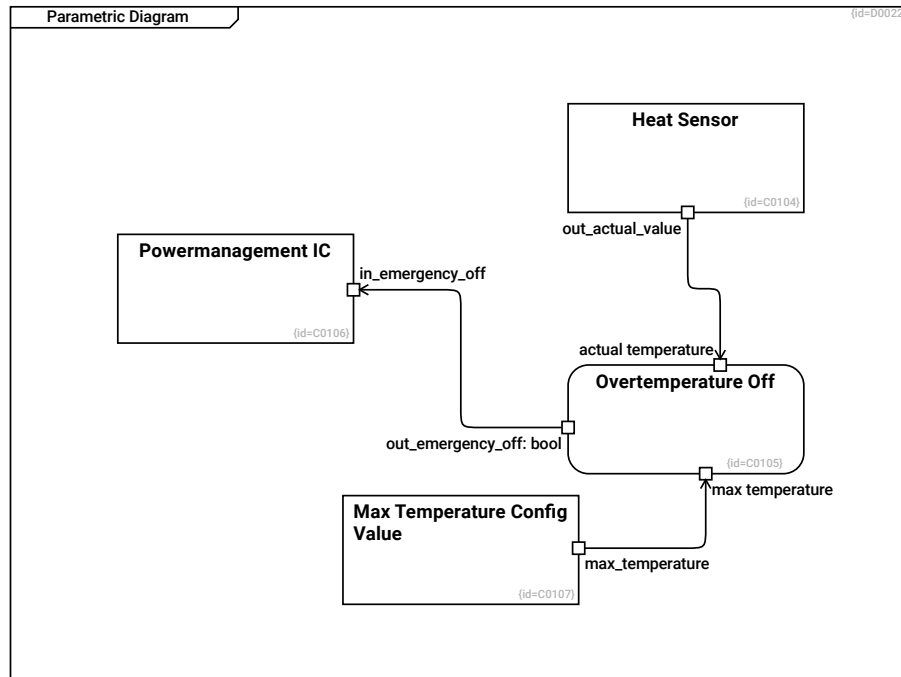 Parametric Diagram
{id=D0022
Heat Sensor
{id=C0104}
out_actual_value
Powermanagement IC
in_emergency_off
{id=C0106}
actual temperature
Overtemperature Off
out_emergency_off: bool
{id=C0105}
max temperature
Max Temperature Config
Value
max_temperature
{id=C0107}